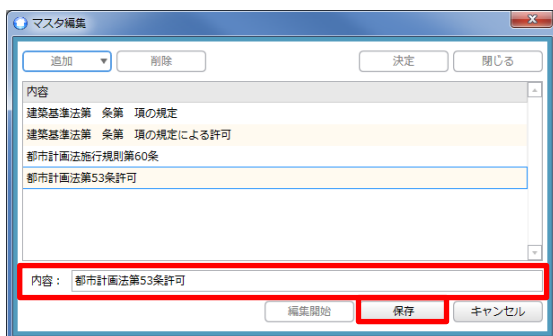 マスタ編集
追加 ▼ 削除 決定 閉じる
内容
建築基準法第　条第　項の規定
建築基準法第　条第　項の規定による許可
都市計画法施行規則第60条
都市計画法第53条許可
内容： 都市計画法第53条許可
編集開始 保存 キャンセル